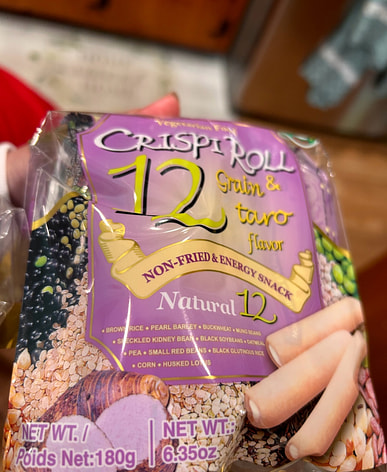 Vegetarian Food
CRISPI ROLL
12
Grain &
taro
flavor
NON-FRIED & ENERGY SNACK
Natural 12
• BROWN RICE • PEARL BARLEY • BUCKWHEAT • MUNG BEANS
• SPECKLED KIDNEY BEAN • BLACK SOYBEANS • OATMEAL
• PEA • SMALL RED BEANS • BLACK GLUTINOUS RICE
• CORN • HUSKED LOTUS
NET WT. /
Poids Net:180g
NET WT.:
6.35oz